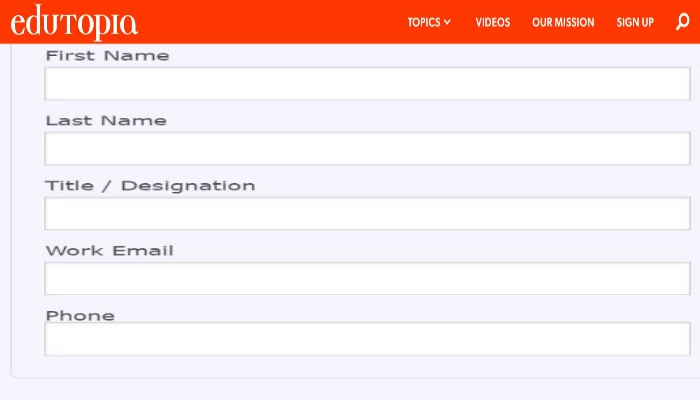 edutopia
TOPICS VIDEOS OUR MISSION SIGN UP
First Name
Last Name
Title / Designation
Work Email
Phone